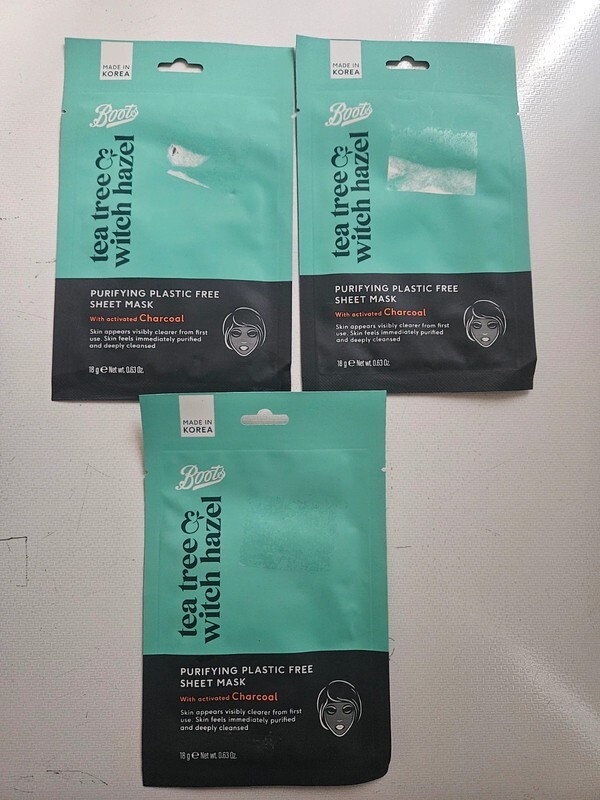 MADE IN
KOREA
Boots
tea tree &
witch hazel
PURIFYING PLASTIC FREE
SHEET MASK
With activated Charcoal
Skin appears visibly clearer from first
use. Skin feels immediately purified
and deeply cleansed
18 g ℮ Net wt. 0.63 Oz.
MADE IN
KOREA
Boots
tea tree &
witch hazel
PURIFYING PLASTIC FREE
SHEET MASK
With activated Charcoal
Skin appears visibly clearer from first
use. Skin feels immediately purified
and deeply cleansed
18 g ℮ Net wt. 0.63 Oz.
MADE IN
KOREA
Boots
tea tree &
witch hazel
PURIFYING PLASTIC FREE
SHEET MASK
With activated Charcoal
Skin appears visibly clearer from first
use. Skin feels immediately purified
and deeply cleansed
18 g ℮ Net wt. 0.63 Oz.